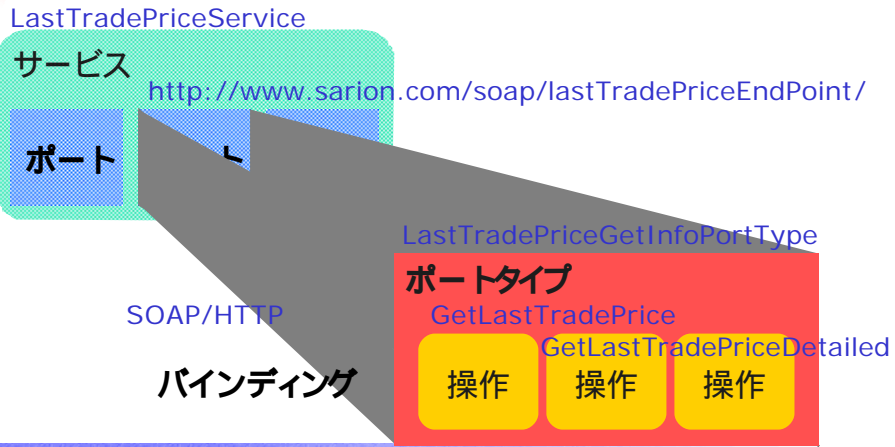 LastTradePriceService
サービス
http://www.sarion.com/soap/lastTradePriceEndPoint/
ポート
ト
LastTradePriceGetInfoPortType
ポートタイプ
SOAP/HTTP
GetLastTradePrice
GetLastTradePriceDetailed
バインディング
操作
操作
操作